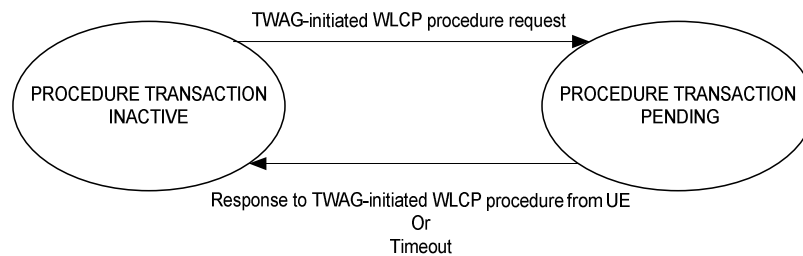 TWAG-initiated WLCP procedure request
PROCEDURE TRANSACTION
INACTIVE
PROCEDURE TRANSACTION
PENDING
Response to TWAG-initiated WLCP procedure from UE
Or
Timeout